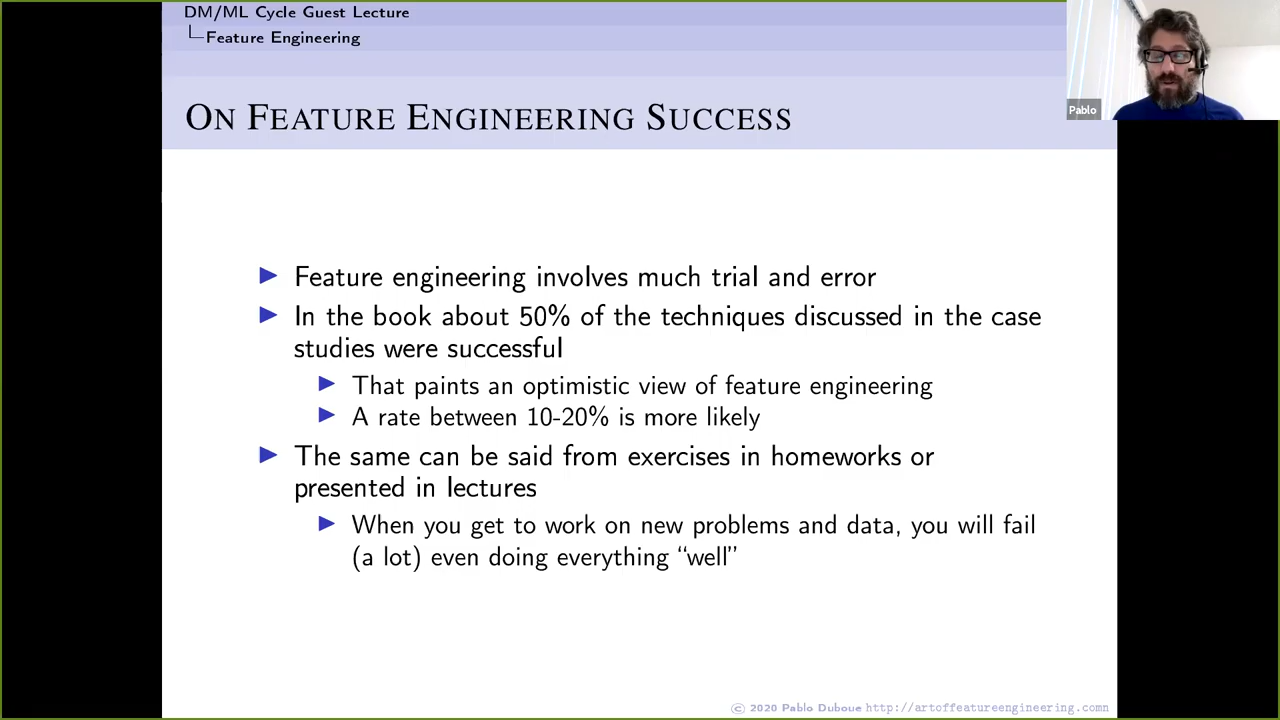 DM/ML Cycle Guest Lecture
Feature Engineering
ON FEATURE ENGINEERING SUCCESS
Pablo
Feature engineering involves much trial and error
In the book about 50% of the techniques discussed in the case
studies were successful
That paints an optimistic view of feature engineering
A rate between 10-20% is more likely
The same can be said from exercises in homeworks or
presented in lectures
When you get to work on new problems and data, you will fail
(a lot) even doing everything “well”
© 2020 Pablo Duboue http://artoffeatureengineering.comn